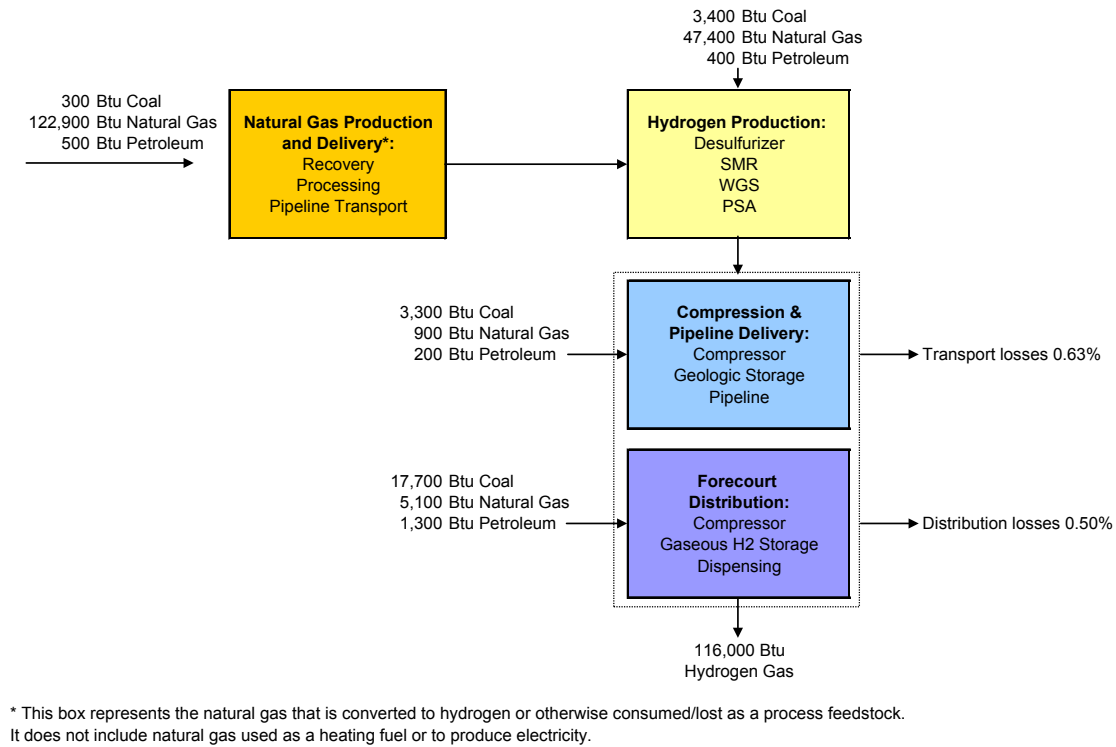 3,400 Btu Coal
47,400 Btu Natural Gas
400 Btu Petroleum
300 Btu Coal
122,900 Btu Natural Gas
500 Btu Petroleum
Natural Gas Production
and Delivery*:
Recovery
Processing
Pipeline Transport
Hydrogen Production:
Desulfurizer
SMR
WGS
PSA
3,300 Btu Coal
900 Btu Natural Gas
200 Btu Petroleum
Compression &
Pipeline Delivery:
Compressor
Geologic Storage
Pipeline
Transport losses 0.63%
17,700 Btu Coal
5,100 Btu Natural Gas
1,300 Btu Petroleum
Forecourt
Distribution:
Compressor
Gaseous H2 Storage
Dispensing
Distribution losses 0.50%
116,000 Btu
Hydrogen Gas
* This box represents the natural gas that is converted to hydrogen or otherwise consumed/lost as a process feedstock.
It does not include natural gas used as a heating fuel or to produce electricity.